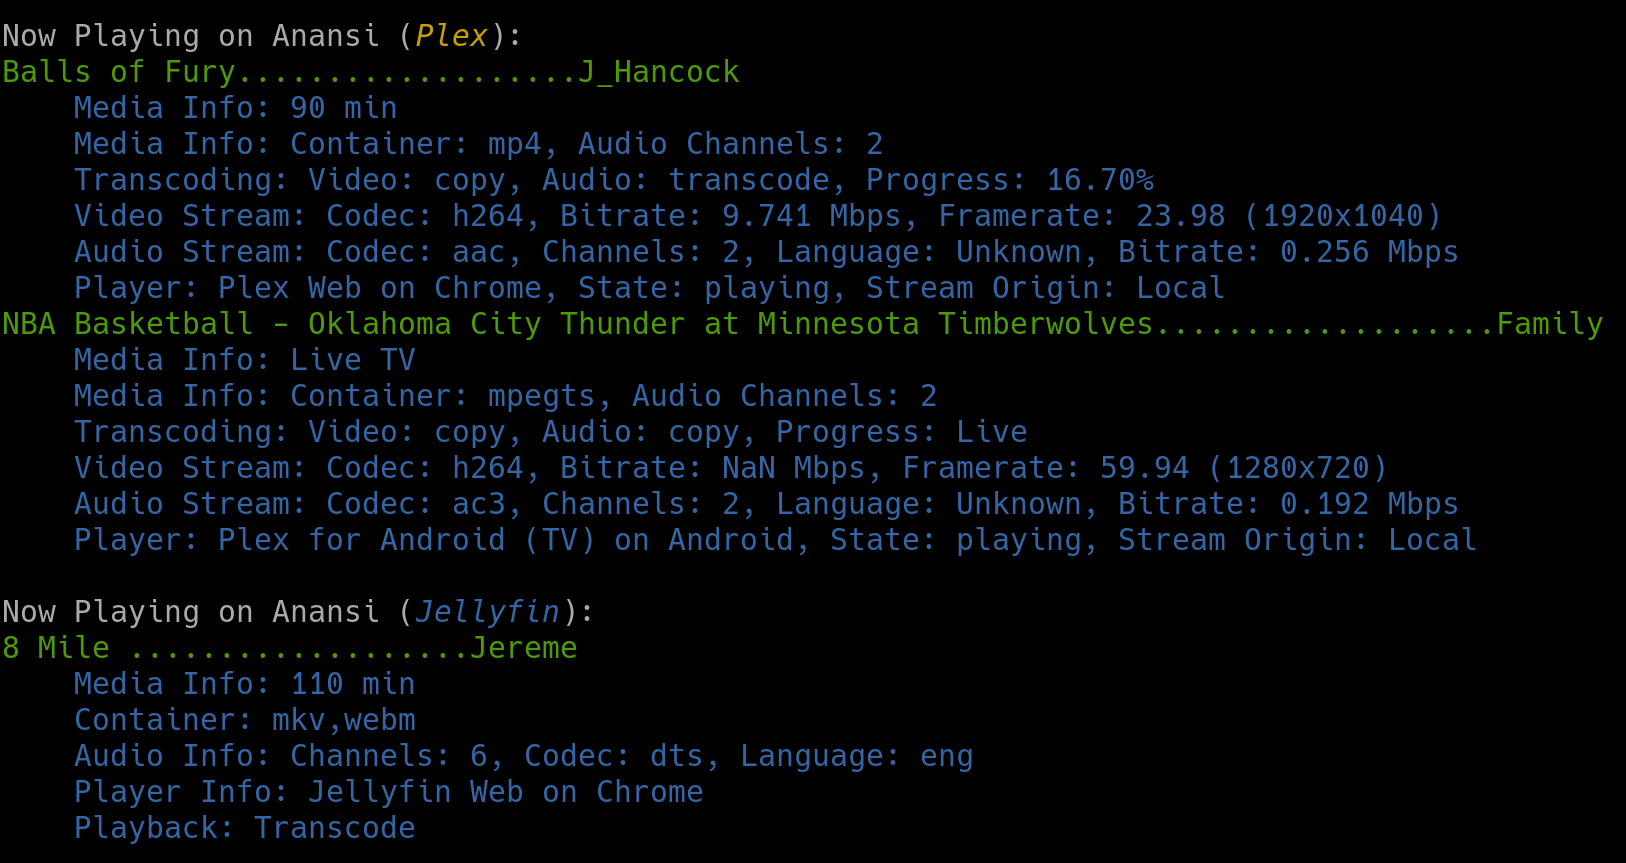 Now Playing on Anansi (Plex):
Balls of Fury...................J_Hancock
Media Info: 90 min
Media Info: Container: mp4, Audio Channels: 2
Transcoding: Video: copy, Audio: transcode, Progress: 16.70%
Video Stream: Codec: h264, Bitrate: 9.741 Mbps, Framerate: 23.98 (1920x1040)
Audio Stream: Codec: aac, Channels: 2, Language: Unknown, Bitrate: 0.256 Mbps
Player: Plex Web on Chrome, State: playing, Stream Origin: Local
NBA Basketball - Oklahoma City Thunder at Minnesota Timberwolves...................Family
Media Info: Live TV
Media Info: Container: mpegts, Audio Channels: 2
Transcoding: Video: copy, Audio: copy, Progress: Live
Video Stream: Codec: h264, Bitrate: NaN Mbps, Framerate: 59.94 (1280x720)
Audio Stream: Codec: ac3, Channels: 2, Language: Unknown, Bitrate: 0.192 Mbps
Player: Plex for Android (TV) on Android, State: playing, Stream Origin: Local
Now Playing on Anansi (Jellyfin):
8 Mile ...................Jereme
Media Info: 110 min
Container: mkv,webm
Audio Info: Channels: 6, Codec: dts, Language: eng
Player Info: Jellyfin Web on Chrome
Playback: Transcode